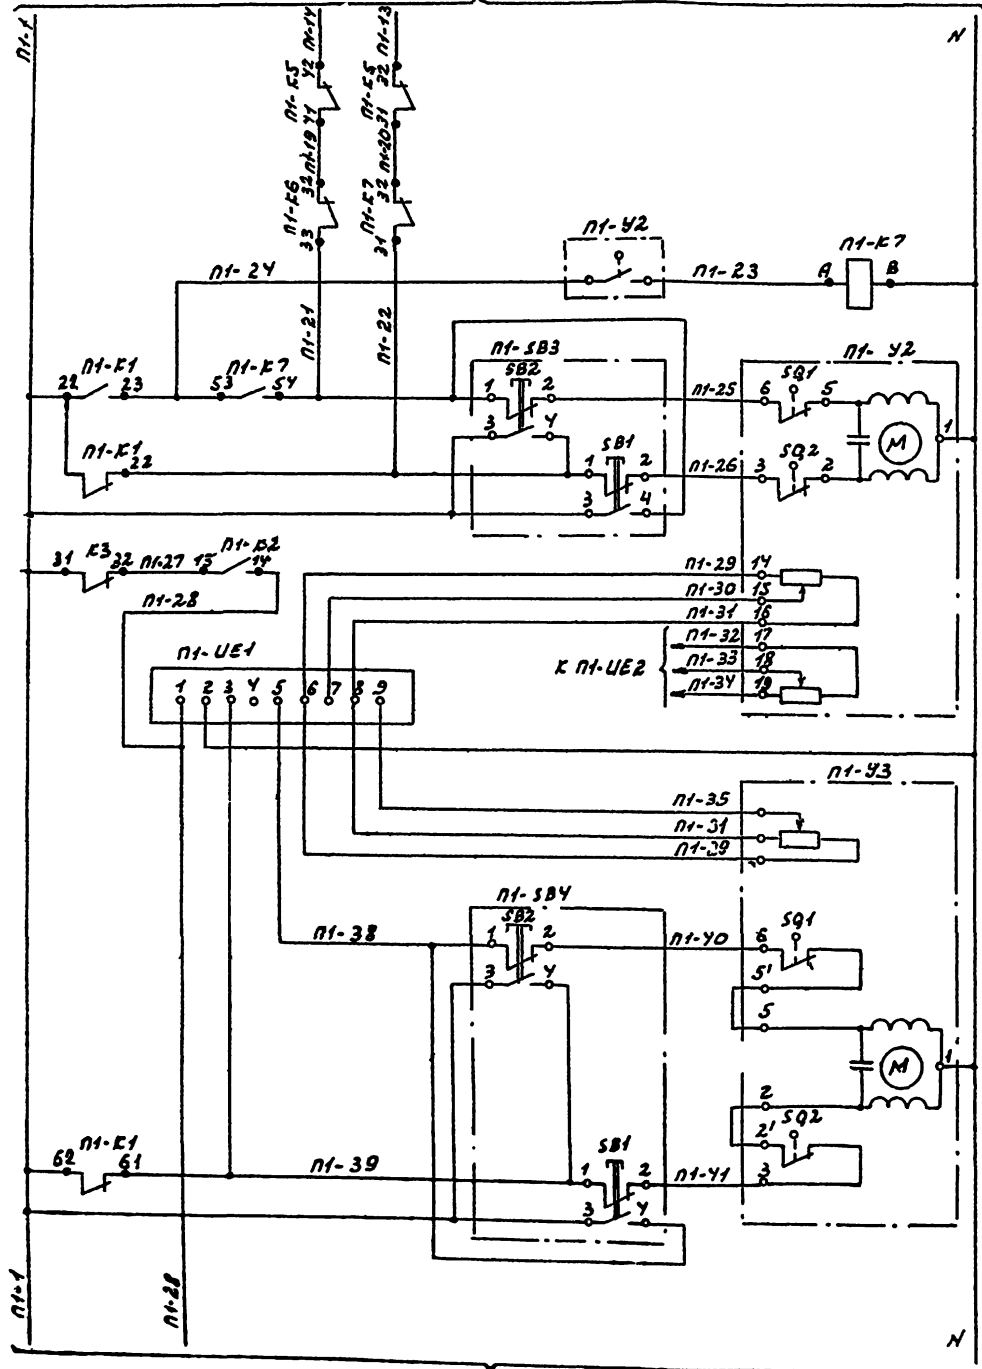 П1-1
N
П1-14
П1-13
П1-К5
42
П1-К5
32
41
31
П1-19
П1-20
П1-К6
32
П1-К7
32
33
31
П1-21
П1-22
П1-У2
П1-К7
П1-24
П1-23
А
В
П1-SB3
П1-У2
П1-К1
22
23
П1-К7
53
54
SB2
1
2
3
4
П1-25
6
SQ1
5
М
1
П1-К1
22
SB1
1
2
3
4
П1-26
3
SQ2
2
31
К3
32
П1-27
13
П1-К2
14
П1-28
П1-29
14
П1-30
15
П1-31
16
П1-32
17
П1-33
18
П1-34
19
К П1-UE2
П1-UE1
1
2
3
4
5
6
7
8
9
П1-У3
П1-35
П1-31
П1-29
П1-SB4
П1-38
SB2
1
2
3
4
П1-40
6
SQ1
5'
5
М
1
2
SQ2
2'
3
62
П1-К1
61
П1-39
SB1
1
2
3
4
П1-41
П1-1
П1-28
N